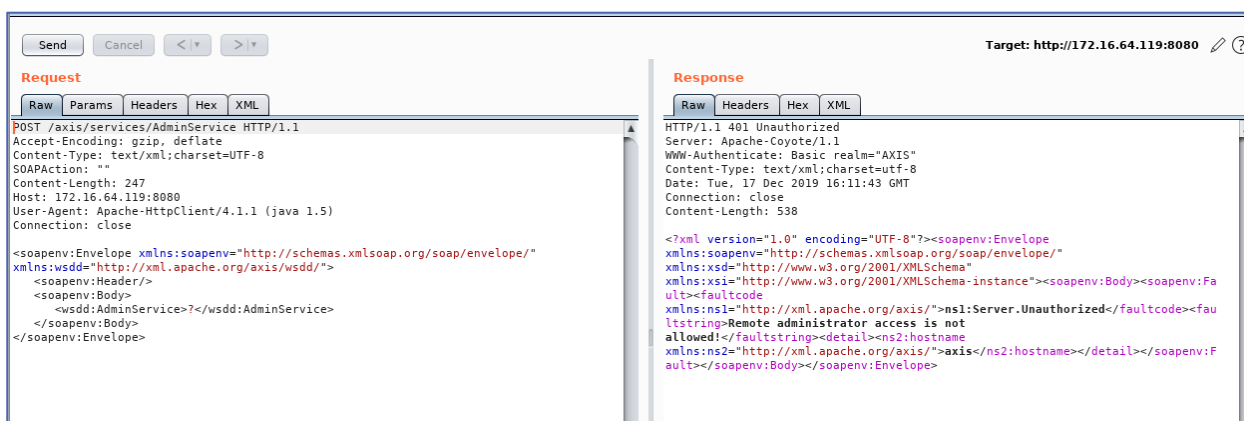 Send Cancel < > Target: http://172.16.64.119:8080 ?
Request
Raw Params Headers Hex XML
POST /axis/services/AdminService HTTP/1.1
Accept-Encoding: gzip, deflate
Content-Type: text/xml;charset=UTF-8
SOAPAction: ""
Content-Length: 247
Host: 172.16.64.119:8080
User-Agent: Apache-HttpClient/4.1.1 (java 1.5)
Connection: close
<soapenv:Envelope xmlns:soapenv="http://schemas.xmlsoap.org/soap/envelope/"
xmlns:wsdd="http://xml.apache.org/axis/wsdd/">
<soapenv:Header/>
<soapenv:Body>
<wsdd:AdminService>?</wsdd:AdminService>
</soapenv:Body>
</soapenv:Envelope>
Response
Raw Headers Hex XML
HTTP/1.1 401 Unauthorized
Server: Apache-Coyote/1.1
WWW-Authenticate: Basic realm="AXIS"
Content-Type: text/xml;charset=utf-8
Date: Tue, 17 Dec 2019 16:11:43 GMT
Connection: close
Content-Length: 538
<?xml version="1.0" encoding="UTF-8"?><soapenv:Envelope
xmlns:soapenv="http://schemas.xmlsoap.org/soap/envelope/"
xmlns:xsd="http://www.w3.org/2001/XMLSchema"
xmlns:xsi="http://www.w3.org/2001/XMLSchema-instance"><soapenv:Body><soapenv:Fa
ult><faultcode
xmlns:ns1="http://xml.apache.org/axis/">ns1:Server.Unauthorized</faultcode><fau
ltstring>Remote administrator access is not
allowed!</faultstring><detail><ns2:hostname
xmlns:ns2="http://xml.apache.org/axis/">axis</ns2:hostname></detail></soapenv:F
ault></soapenv:Body></soapenv:Envelope>